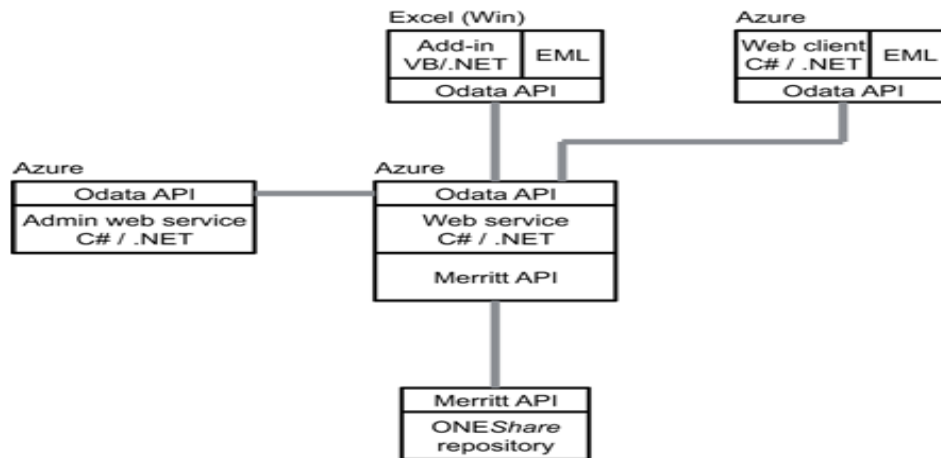 Excel (Win)
Add-in
VB/.NET
EML
Odata API
Azure
Web client
C# / .NET
EML
Odata API
Azure
Odata API
Admin web service
C# / .NET
Azure
Odata API
Web service
C# / .NET
Merritt API
Merritt API
ONEShare
repository